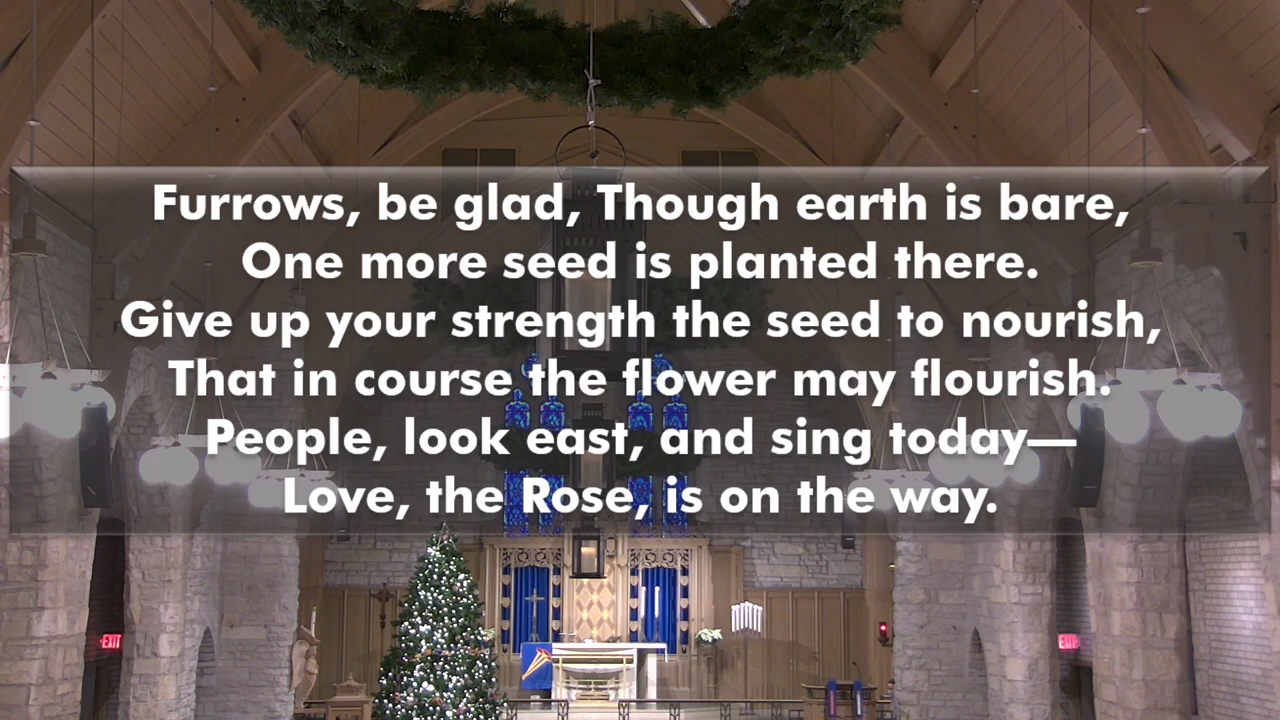 Furrows, be glad, Though earth is bare,
One more seed is planted there.
Give up your strength the seed to nourish,
That in course the flower may flourish.
People, look east, and sing today—
Love, the Rose, is on the way.
EXIT
EXIT